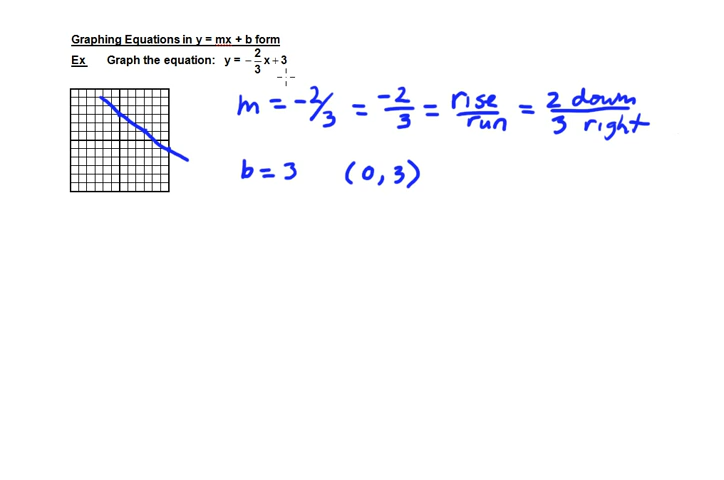 Graphing Equations in y = mx + b form
Ex Graph the equation: y = -2/3x+3
m = -2/3 = -2/3 = rise/run = 2 down/3 right
b = 3 (0, 3)